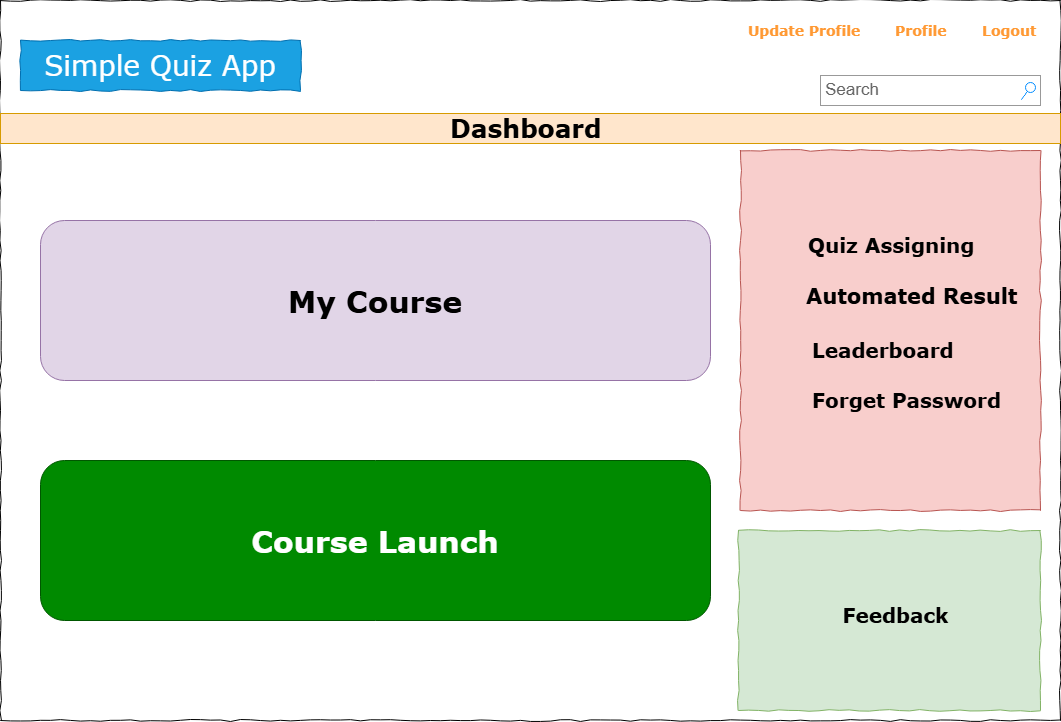 Update Profile
Profile
Logout
Simple Quiz App
Search
Dashboard
My Course
Course Launch
Quiz Assigning
Automated Result
Leaderboard
Forget Password
Feedback